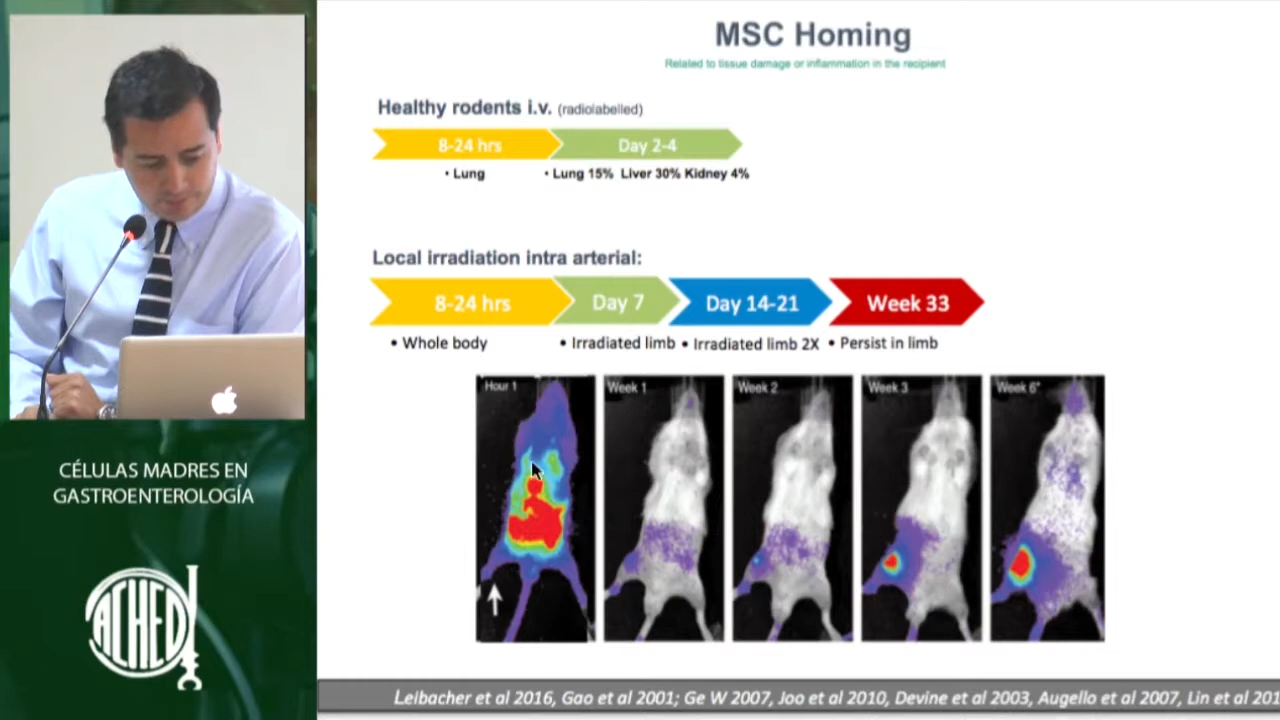 MSC Homing
Related to tissue damage or inflammation in the recipient
Healthy rodents i.v. (radiolabelled)
8-24 hrs
Day 2-4
• Lung
• Lung 15% Liver 30% Kidney 4%
Local irradiation intra arterial:
8-24 hrs
Day 7
Day 14-21
Week 33
• Whole body
• Irradiated limb
• Irradiated limb 2X
• Persist in limb
Hour 1
Week 1
Week 2
Week 3
Week 6*
CÉLULAS MADRES EN
GASTROENTEROLOGÍA
ACHED
Leibacher et al 2016, Gao et al 2001; Ge W 2007, Joo et al 2010, Devine et al 2003, Augello et al 2007, Lin et al 201